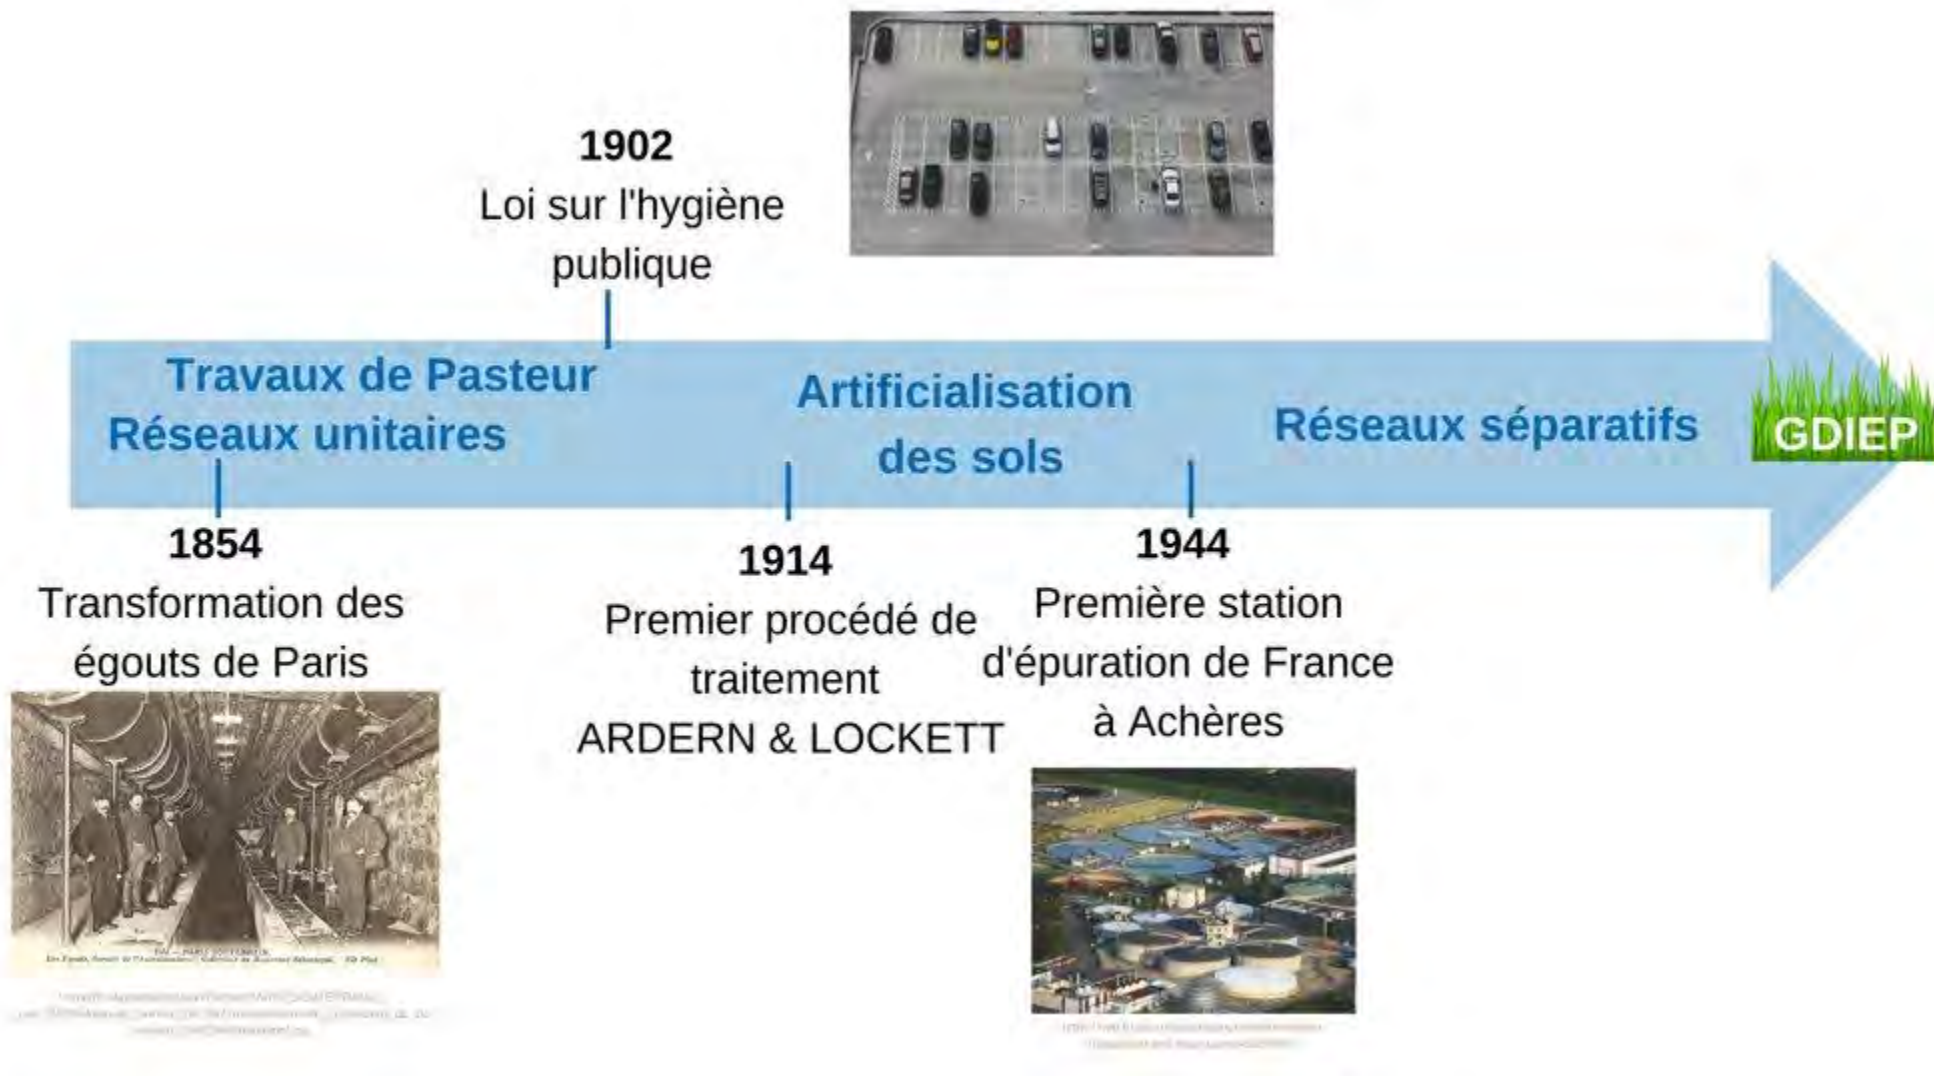 1902
Loi sur l'hygiène
publique
Travaux de Pasteur
Réseaux unitaires
Artificialisation
des sols
Réseaux séparatifs
GDIEP
1854
Transformation des
égouts de Paris
1914
Premier procédé de
traitement
ARDERN & LOCKETT
1944
Première station
d'épuration de France
à Achères